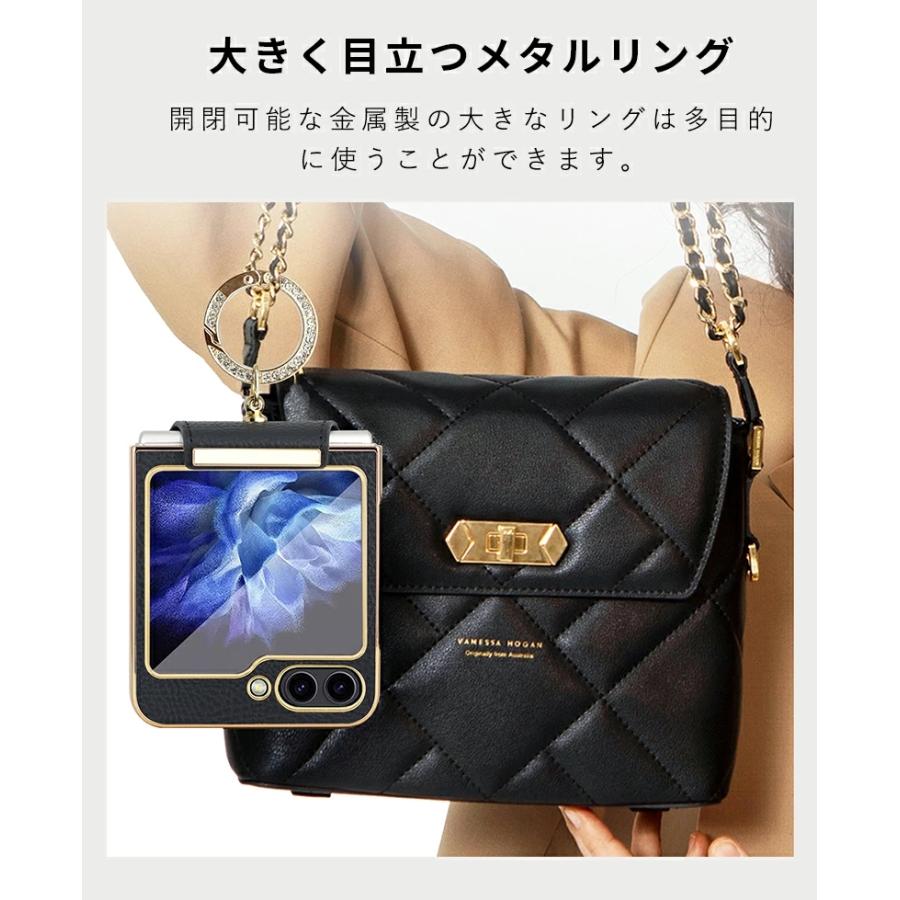 大きく目立つメタルリング
開閉可能な金属製の大きなリングは多目的
に使うことができます。
VANESSA HOGAN
Originally from Australia